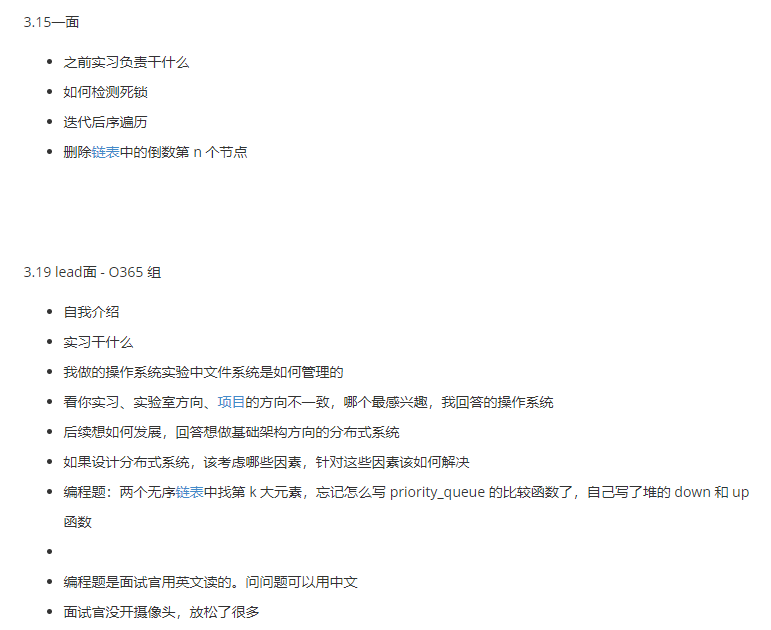 3.15一面
之前实习负责干什么
如何检测死锁
迭代后序遍历
删除链表中的倒数第 n 个节点
3.19 lead面 - O365 组
自我介绍
实习干什么
我做的操作系统实验中文件系统是如何管理的
看你实习、实验室方向、项目的方向不一致，哪个最感兴趣，我回答的操作系统
后续想如何发展，回答想做基础架构方向的分布式系统
如果设计分布式系统，该考虑哪些因素，针对这些因素该如何解决
编程题：两个无序链表中找第 k 大元素，忘记怎么写 priority_queue 的比较函数了，自己写了堆的 down 和 up
函数
编程题是面试官用英文读的。问问题可以用中文
面试官没开摄像头，放松了很多